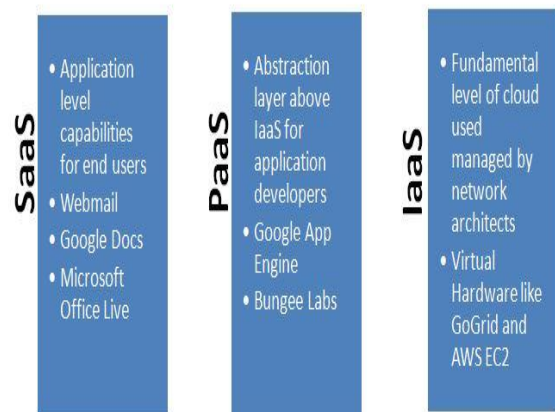 SaaS
• Application
level
capabilities
for end users
• Webmail
• Google Docs
• Microsoft
Office Live
PaaS
• Abstraction
layer above
IaaS for
application
developers
• Google App
Engine
• Bungee Labs
IaaS
• Fundamental
level of cloud
used
managed by
network
architects
• Virtual
Hardware like
GoGrid and
AWS EC2